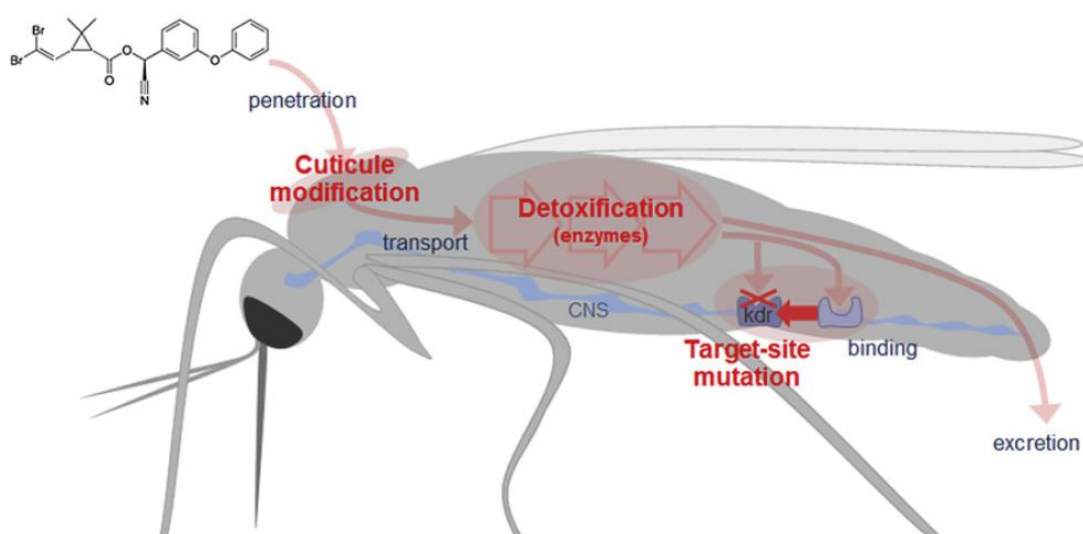 Br
Br
O
O
O
N
penetration
Cuticule
modification
Detoxification
(enzymes)
transport
CNS
kdr
binding
Target-site
mutation
excretion